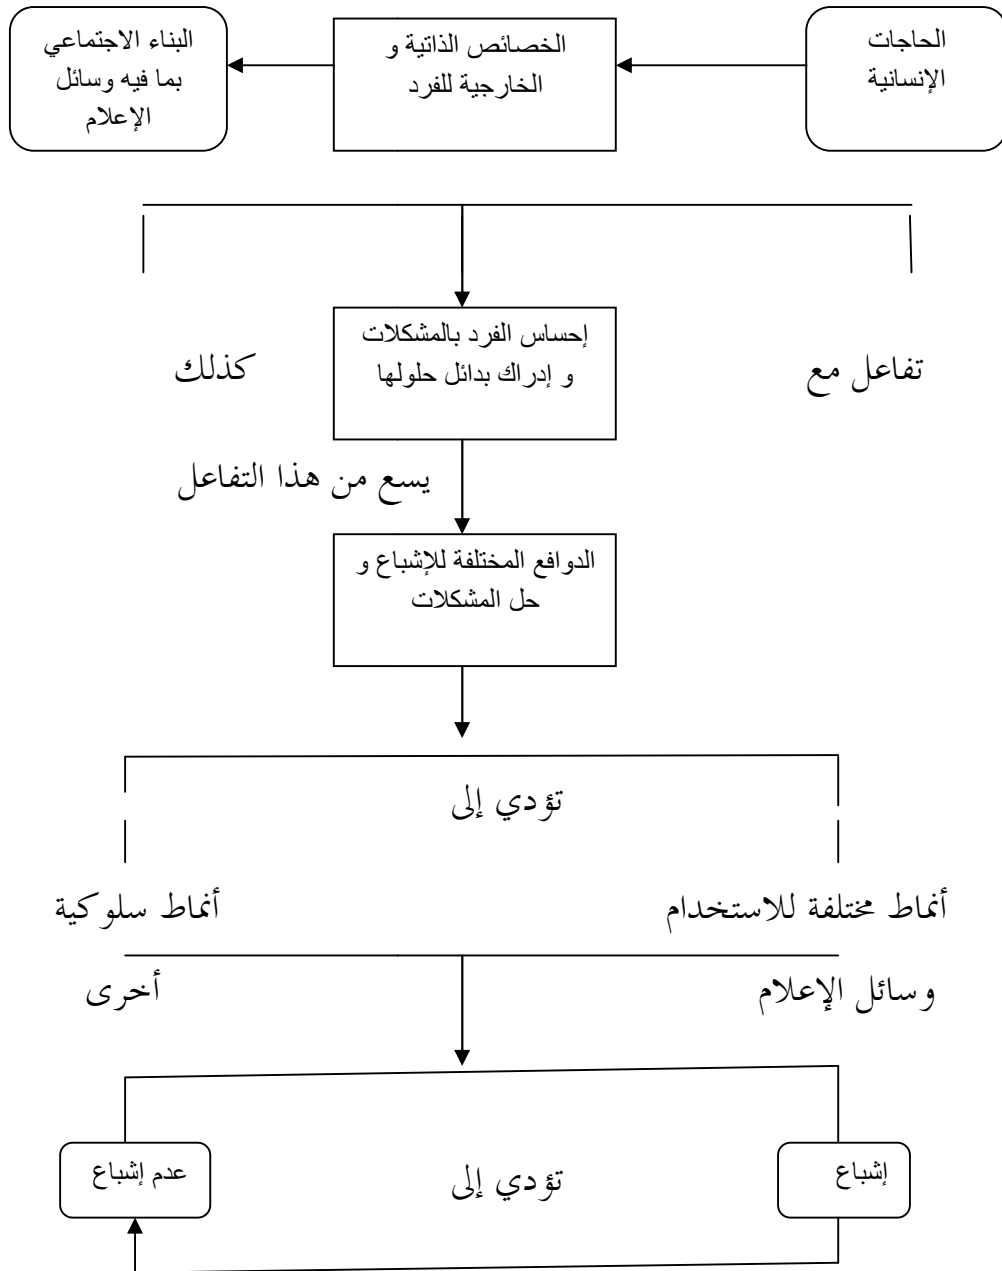 الحاجات
الإنسانية
الخصائص الذاتية و
الخارجية للفرد
البناء الاجتماعي
بما فيه وسائل
الإعلام
تفاعل مع
إحساس الفرد بالمشكلات
و إدراك بدائل حلولها
كذلك
يسع من هذا التفاعل
الدوافع المختلفة للإشباع و
حل المشكلات
تؤدي إلى
أنماط مختلفة للاستخدام
أنماط سلوكية
وسائل الإعلام
أخرى
إشباع
تؤدي إلى
عدم إشباع